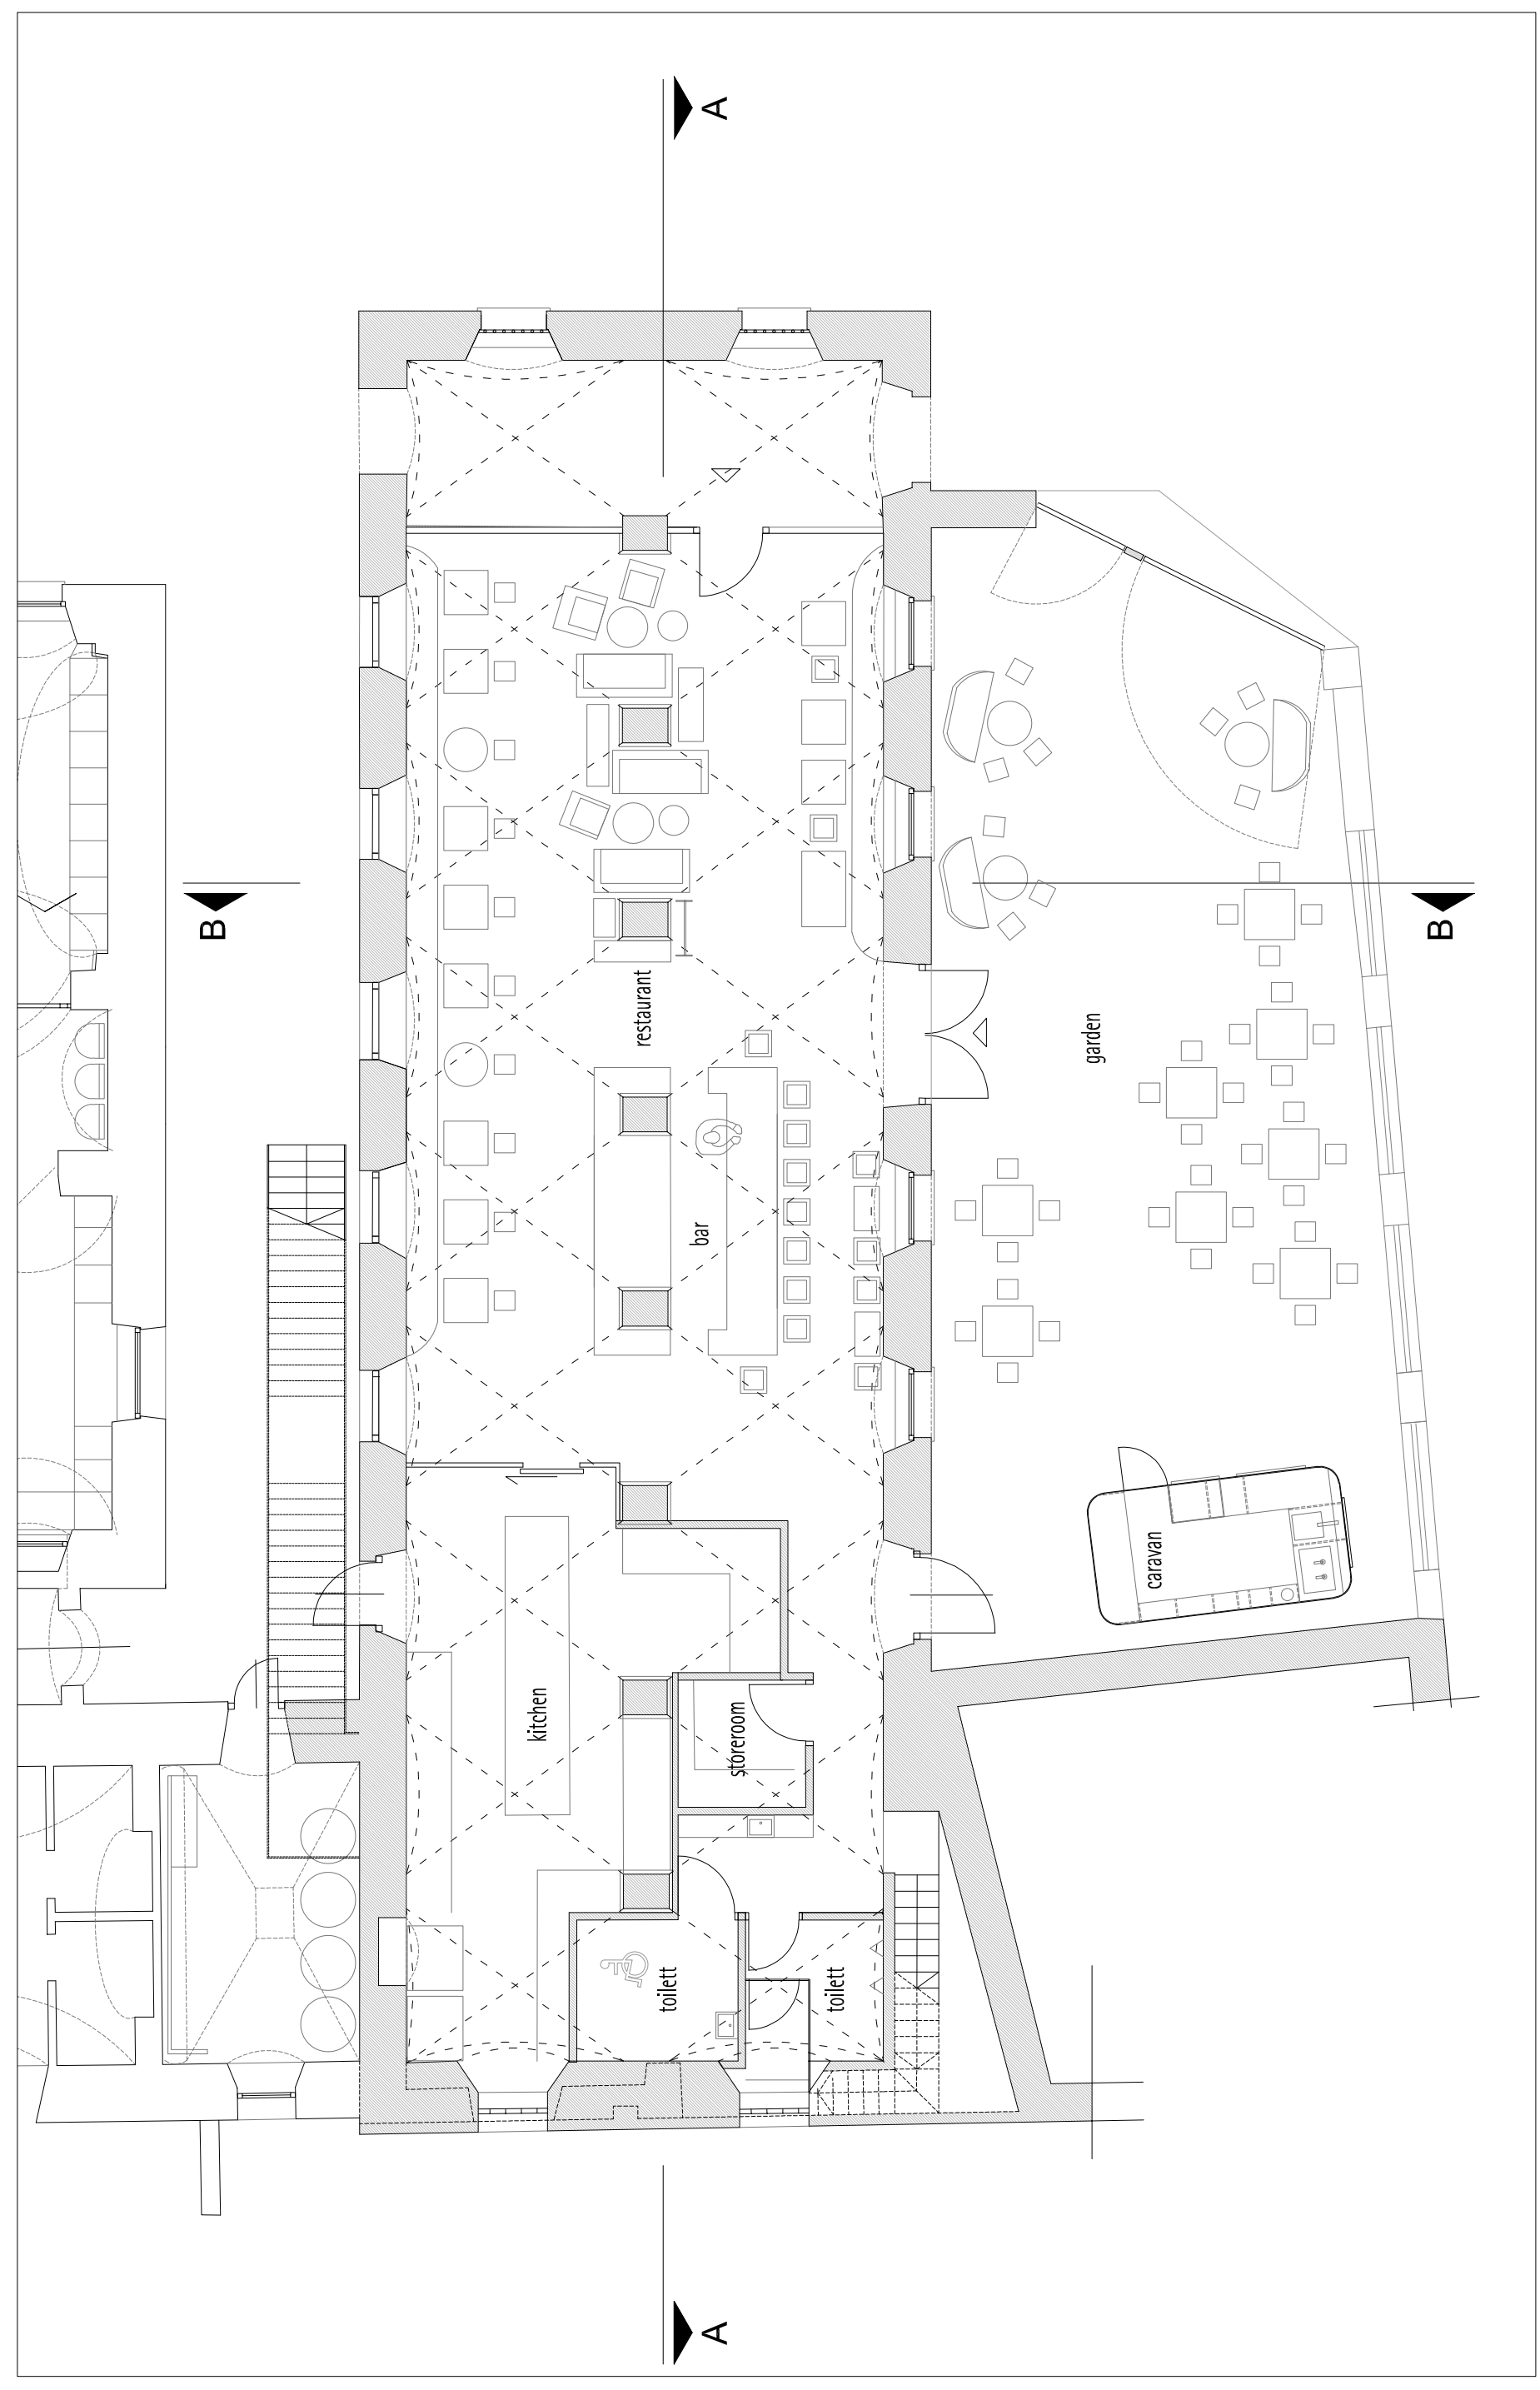 A
B
B
restaurant
garden
bar
caravan
kitchen
storeroom
toilett
toilett
A